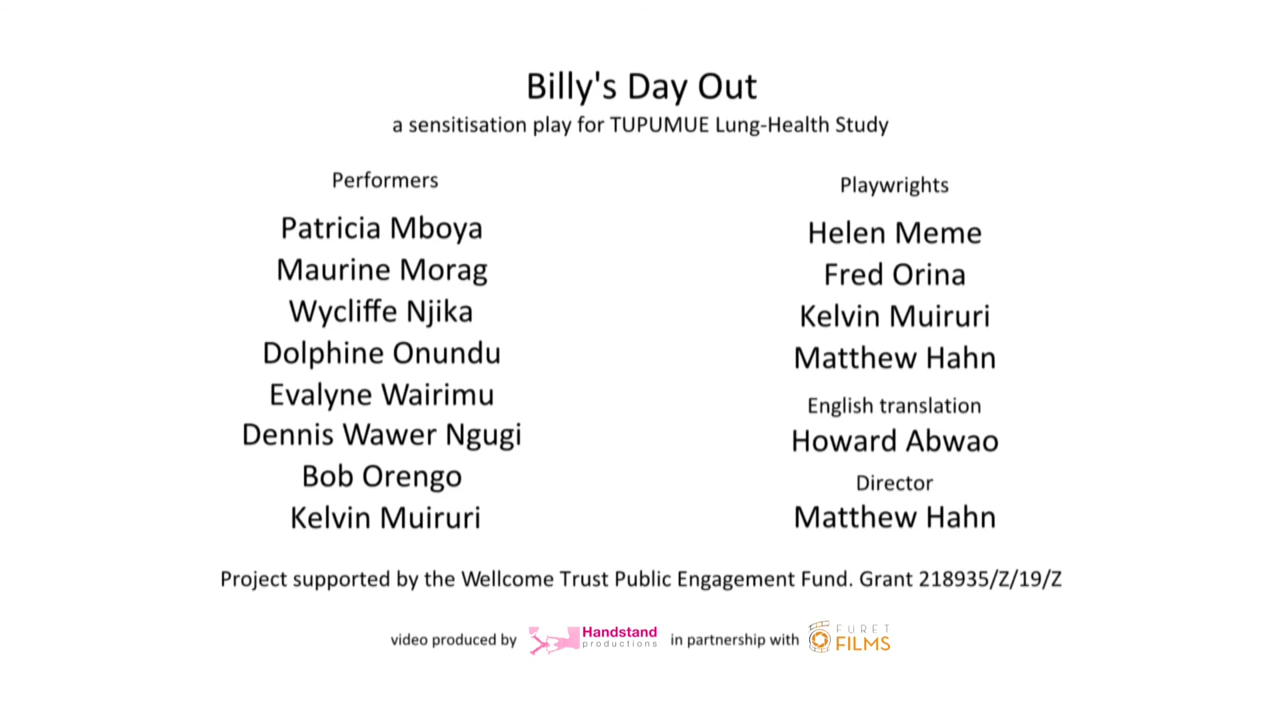 Billy's Day Out
a sensitisation play for TUPUMUE Lung-Health Study
Performers
Patricia Mboya
Maurine Morag
Wycliffe Njika
Dolphine Onundu
Evalyne Wairimu
Dennis Wawer Ngugi
Bob Orengo
Kelvin Muiruri
Playwrights
Helen Meme
Fred Orina
Kelvin Muiruri
Matthew Hahn
English translation
Howard Abwao
Director
Matthew Hahn
Project supported by the Wellcome Trust Public Engagement Fund. Grant 218935/Z/19/Z
video produced by Handstand productions in partnership with FURET FILMS